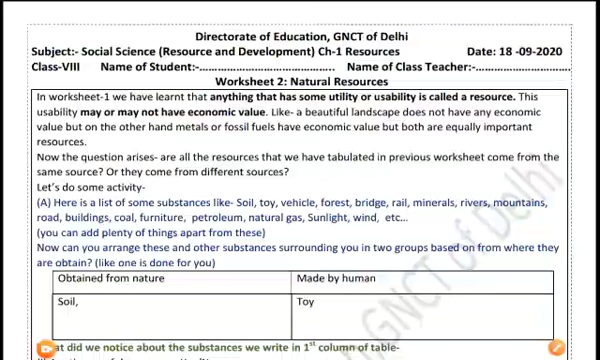 Directorate of Education, GNCT of Delhi
Subject:- Social Science (Resource and Development) Ch-1 Resources Date: 18 -09-2020
Class-VIII Name of Student:-…………………………………… Name of Class Teacher:-…………………………
Worksheet 2: Natural Resources
In worksheet-1 we have learnt that anything that has some utility or usability is called a resource. This
usability may or may not have economic value. Like- a beautiful landscape does not have any economic
value but on the other hand metals or fossil fuels have economic value but both are equally important
resources.
Now the question arises- are all the resources that we have tabulated in previous worksheet come from the
same source? Or they come from different sources?
Let's do some activity-
(A) Here is a list of some substances like- Soil, toy, vehicle, forest, bridge, rail, minerals, rivers, mountains,
road, buildings, coal, furniture, petroleum, natural gas, Sunlight, wind, etc...
(you can add plenty of things apart from these)
Now can you arrange these and other substances surrounding you in two groups based on from where they
are obtain? (like one is done for you)
Obtained from nature Made by human
Soil, Toy
at did we notice about the substances we write in 1st column of table-
GNCT of Delhi